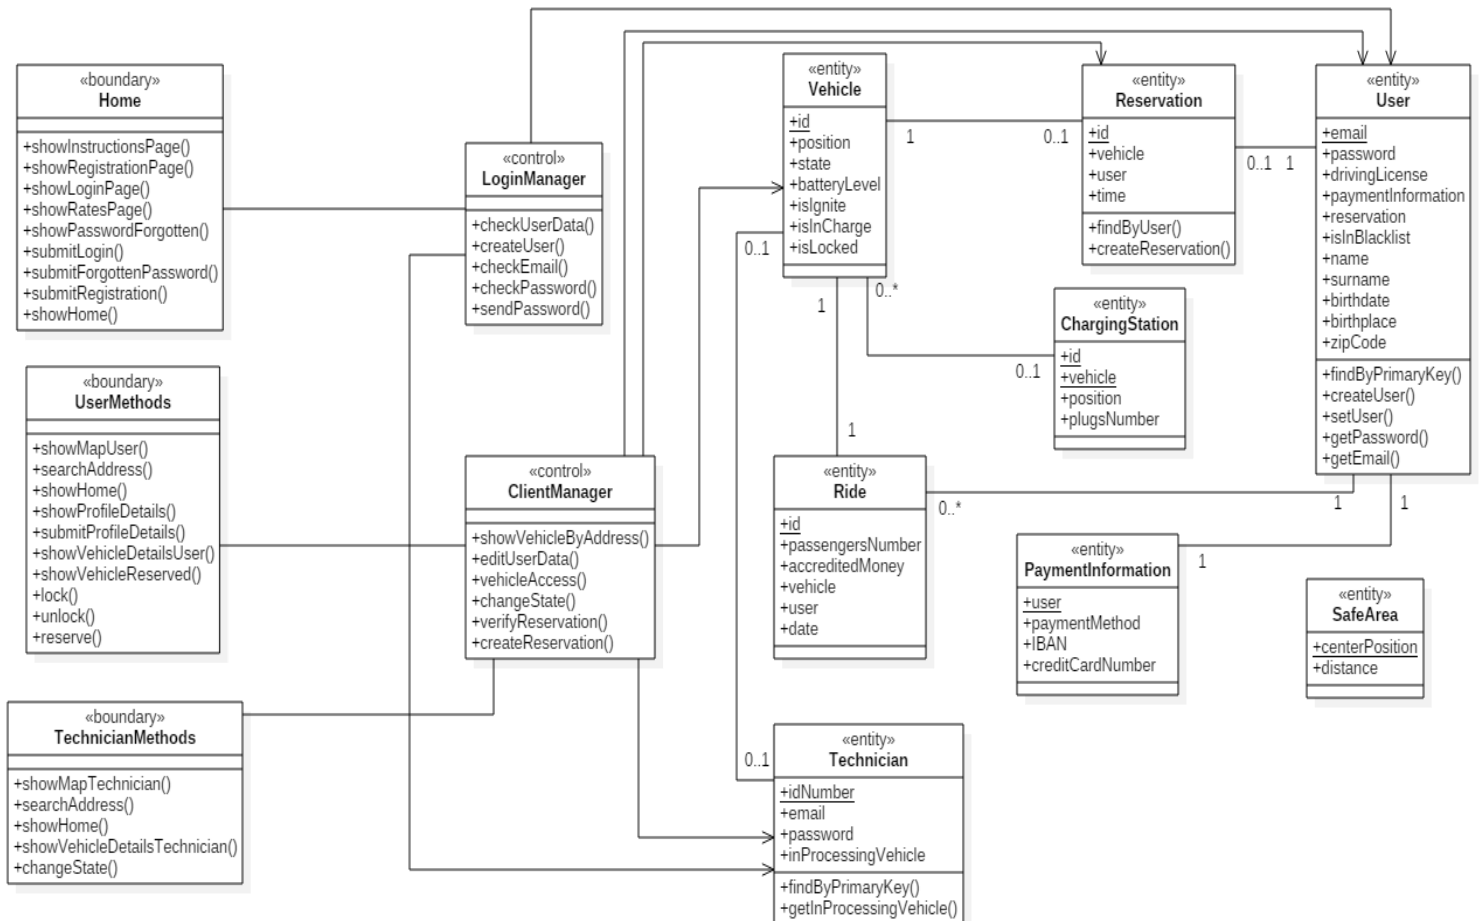 «boundary»
Home
+showInstructionsPage()
+showRegistrationPage()
+showLoginPage()
+showRatesPage()
+showPasswordForgotten()
+submitLogin()
+submitForgottenPassword()
+submitRegistration()
+showHome()
«boundary»
UserMethods
+showMapUser()
+searchAddress()
+showHome()
+showProfileDetails()
+submitProfileDetails()
+showVehicleDetailsUser()
+showVehicleReserved()
+lock()
+unlock()
+reserve()
«boundary»
TechnicianMethods
+showMapTechnician()
+searchAddress()
+showHome()
+showVehicleDetailsTechnician()
+changeState()
«control»
LoginManager
+checkUserData()
+createUser()
+checkEmail()
+checkPassword()
+sendPassword()
«control»
ClientManager
+showVehicleByAddress()
+editUserData()
+vehicleAccess()
+changeState()
+verifyReservation()
+createReservation()
«entity»
Vehicle
+id
+position
+state
+batteryLevel
+isIgnite
+isInCharge
+isLocked
1
0..1
0..1
1
0..*
«entity»
Reservation
+id
+vehicle
+user
+time
+findByUser()
+createReservation()
0..1
1
«entity»
User
+email
+password
+drivingLicense
+paymentInformation
+reservation
+isInBlacklist
+name
+surname
+birthdate
+birthplace
+zipCode
+findByPrimaryKey()
+createUser()
+setUser()
+getPassword()
+getEmail()
«entity»
ChargingStation
+id
+vehicle
+position
+plugsNumber
0..1
1
«entity»
Ride
+id
+passengersNumber
+accreditedMoney
+vehicle
+user
+date
0..*
1
1
«entity»
PaymentInformation
+user
+paymentMethod
+IBAN
+creditCardNumber
1
«entity»
SafeArea
+centerPosition
+distance
0..1
«entity»
Technician
+idNumber
+email
+password
+inProcessingVehicle
+findByPrimaryKey()
+getInProcessingVehicle()